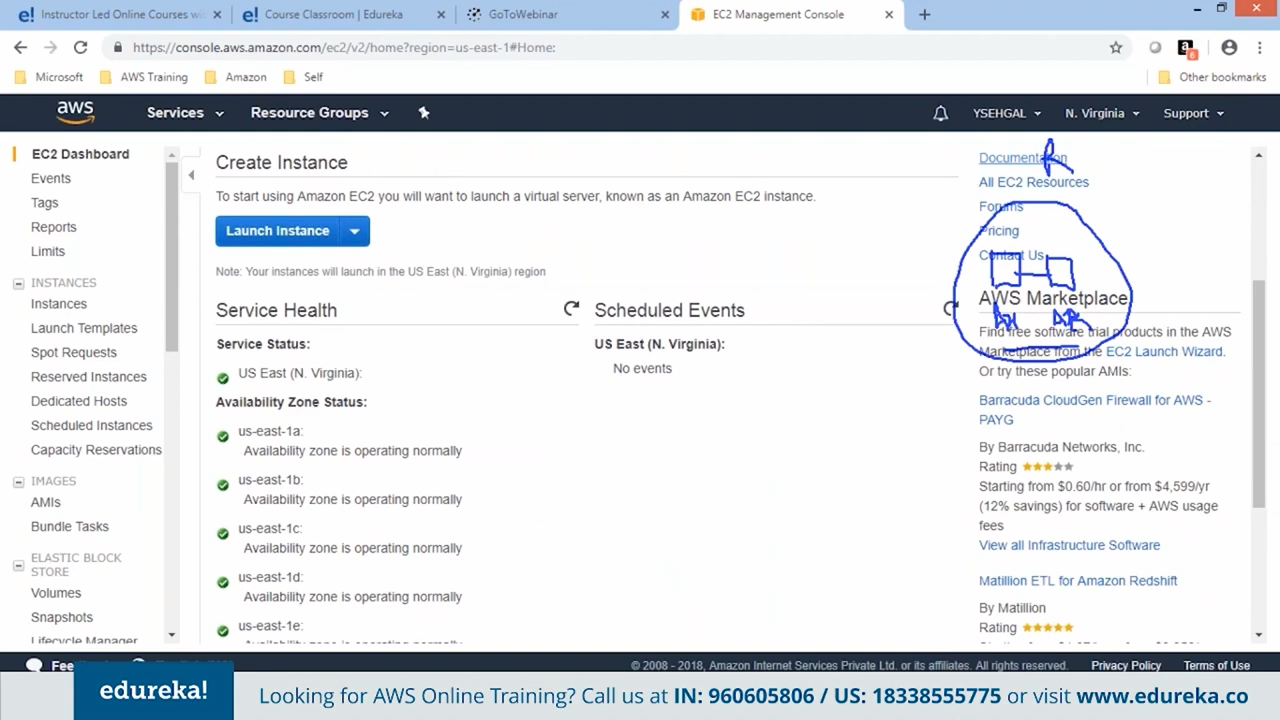 Instructor Led Online Courses wi
Course Classroom | Edureka
GoToWebinar
EC2 Management Console
https://console.aws.amazon.com/ec2/v2/home?region=us-east-1#Home:
6
Microsoft
AWS Training
Amazon
Self
Other bookmarks
aws
Services
Resource Groups
YSEHGAL
N. Virginia
Support
EC2 Dashboard
Events
Tags
Reports
Limits
INSTANCES
Instances
Launch Templates
Spot Requests
Reserved Instances
Dedicated Hosts
Scheduled Instances
Capacity Reservations
IMAGES
AMIs
Bundle Tasks
ELASTIC BLOCK
STORE
Volumes
Snapshots
Lifecycle Manager
Create Instance
To start using Amazon EC2 you will want to launch a virtual server, known as an Amazon EC2 instance.
Launch Instance
Note: Your instances will launch in the US East (N. Virginia) region
Service Health
Service Status:
US East (N. Virginia):
Availability Zone Status:
us-east-1a:
Availability zone is operating normally
us-east-1b:
Availability zone is operating normally
us-east-1c:
Availability zone is operating normally
us-east-1d:
Availability zone is operating normally
us-east-1e:
Availability zone is operating normally
Scheduled Events
US East (N. Virginia):
No events
Documentation
R
All EC2 Resources
Forums
Pricing
Contact Us
AWS Marketplace
Find free software trial products in the AWS
Marketplace from the EC2 Launch Wizard.
Or try these popular AMIs:
Barracuda CloudGen Firewall for AWS -
PAYG
By Barracuda Networks, Inc.
Rating
Starting from $0.60/hr or from $4,599/yr
(12% savings) for software + AWS usage
fees
View all Infrastructure Software
Matillion ETL for Amazon Redshift
By Matillion
Rating
© 2008 - 2018, Amazon Internet Services Private Ltd. or its affiliates. All rights reserved.
Privacy Policy
Terms of Use
edureka!
Looking for AWS Online Training? Call us at IN: 960605806 / US: 18338555775 or visit www.edureka.co